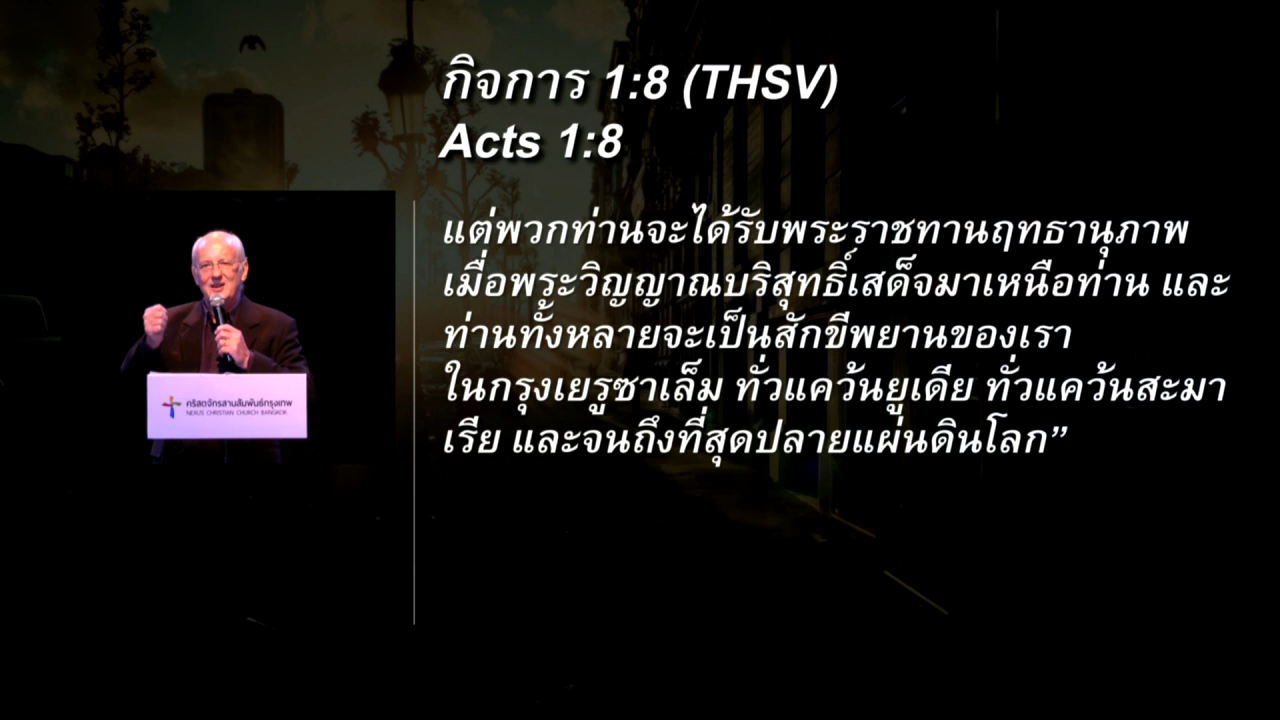 กิจการ 1:8 (THSV)
Acts 1:8
แต่พวกท่านจะได้รับพระราชทานฤทธานุภาพ
เมื่อพระวิญญาณบริสุทธิ์เสด็จมาเหนือท่าน และ
ท่านทั้งหลายจะเป็นสักขีพยานของเรา
ในกรุงเยรูซาเล็ม ทั่วแคว้นยูเดีย ทั่วแคว้นสะมา
เรีย และจนถึงที่สุดปลายแผ่นดินโลก”
คริสตจักรสานสัมพันธ์กรุงเทพ
NEXUS CHRISTIAN CHURCH BANGKOK